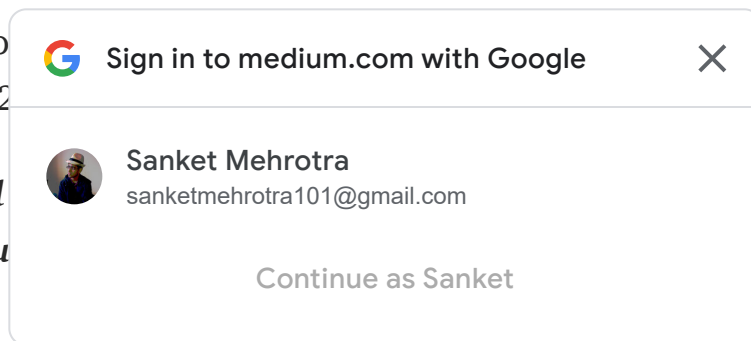 Sign in to medium.com with Google
Sanket Mehrotra
sanketmehrotra101@gmail.com
Continue as Sanket